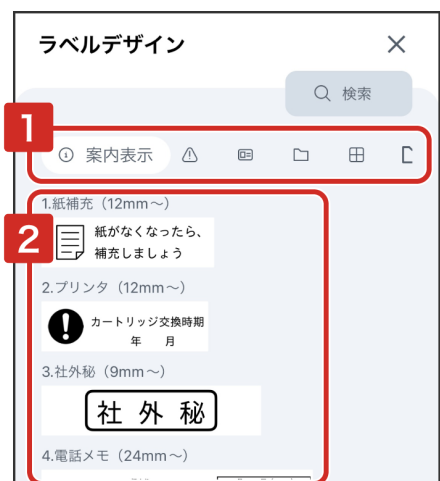 ラベルデザイン
検索
1
案内表示
2
1.紙補充（12mm～）
紙がなくなったら、
補充しましょう
2.プリンタ（12mm～）
カートリッジ交換時期
年　月
3.社外秘（9mm～）
社 外 秘
4.電話メモ（24mm～）